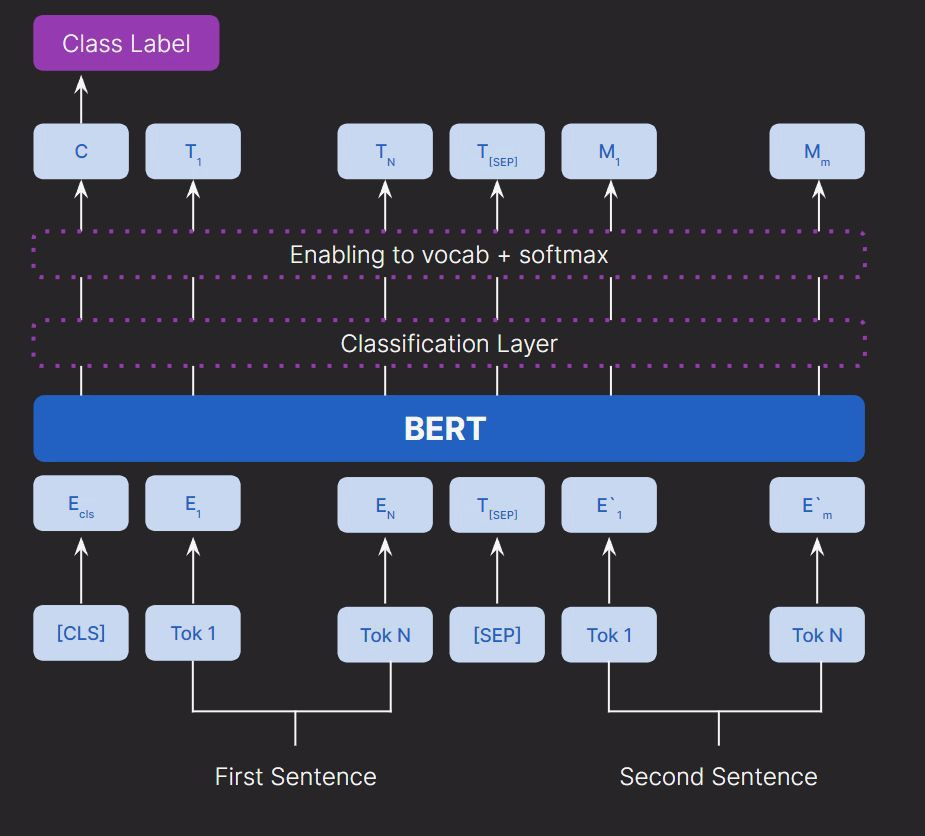 Class Label
C T1 TN T[SEP] M1 Mm
Enabling to vocab + softmax
Classification Layer
BERT
Ecls E1 EN T[SEP] E`1 E`m
[CLS] Tok 1 Tok N [SEP] Tok 1 Tok N
First Sentence Second Sentence